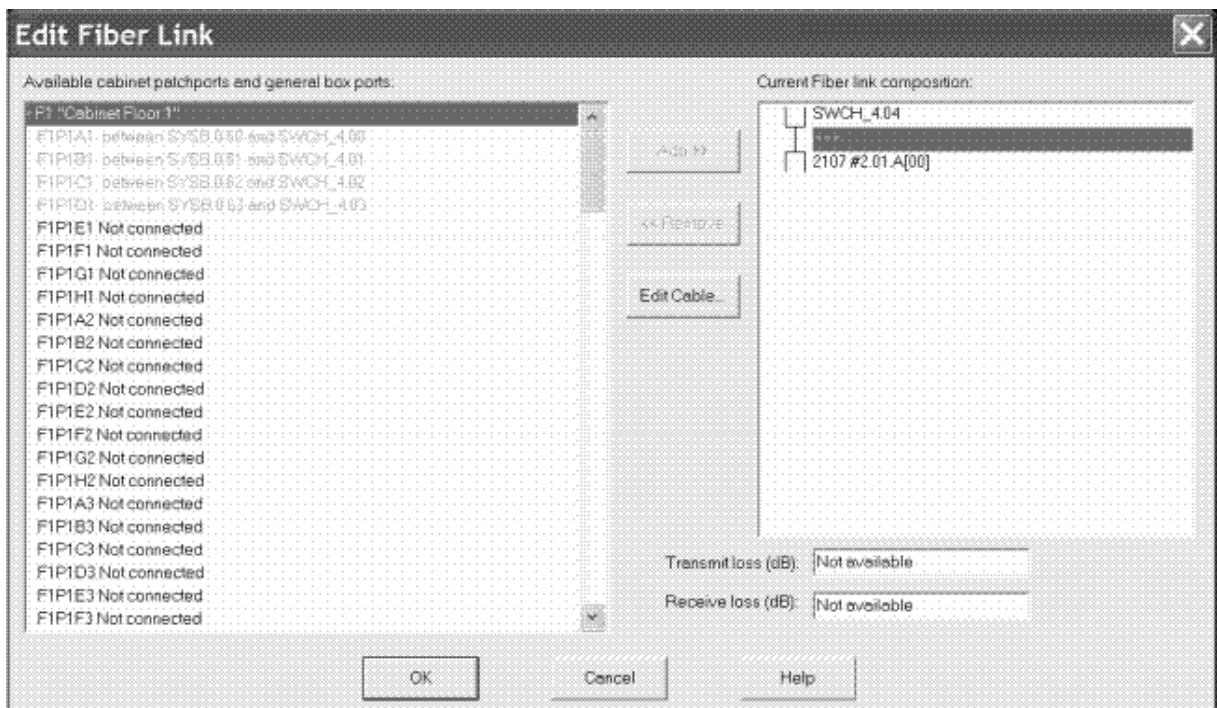 Edit Fiber Link
Available cabinet patchports and general box ports:
F1 "Cabinet Floor.1"
F1P1A1 between SYSB.0.60 and SWCH_4.00
F1P1B1 between SYSB.0.61 and SWCH_4.01
F1P1C1 between SYSB.0.62 and SWCH_4.02
F1P1D1 between SYSB.0.63 and SWCH_4.03
F1P1E1 Not connected
F1P1F1 Not connected
F1P1G1 Not connected
F1P1H1 Not connected
F1P1A2 Not connected
F1P1B2 Not connected
F1P1C2 Not connected
F1P1D2 Not connected
F1P1E2 Not connected
F1P1F2 Not connected
F1P1G2 Not connected
F1P1H2 Not connected
F1P1A3 Not connected
F1P1B3 Not connected
F1P1C3 Not connected
F1P1D3 Not connected
F1P1E3 Not connected
F1P1F3 Not connected
Add >>
<< Remove
Edit Cable...
Current Fiber link composition:
SWCH_4.04
2107 #2.01.A[00]
Transmit loss (dB): Not available
Receive loss (dB): Not available
OK
Cancel
Help